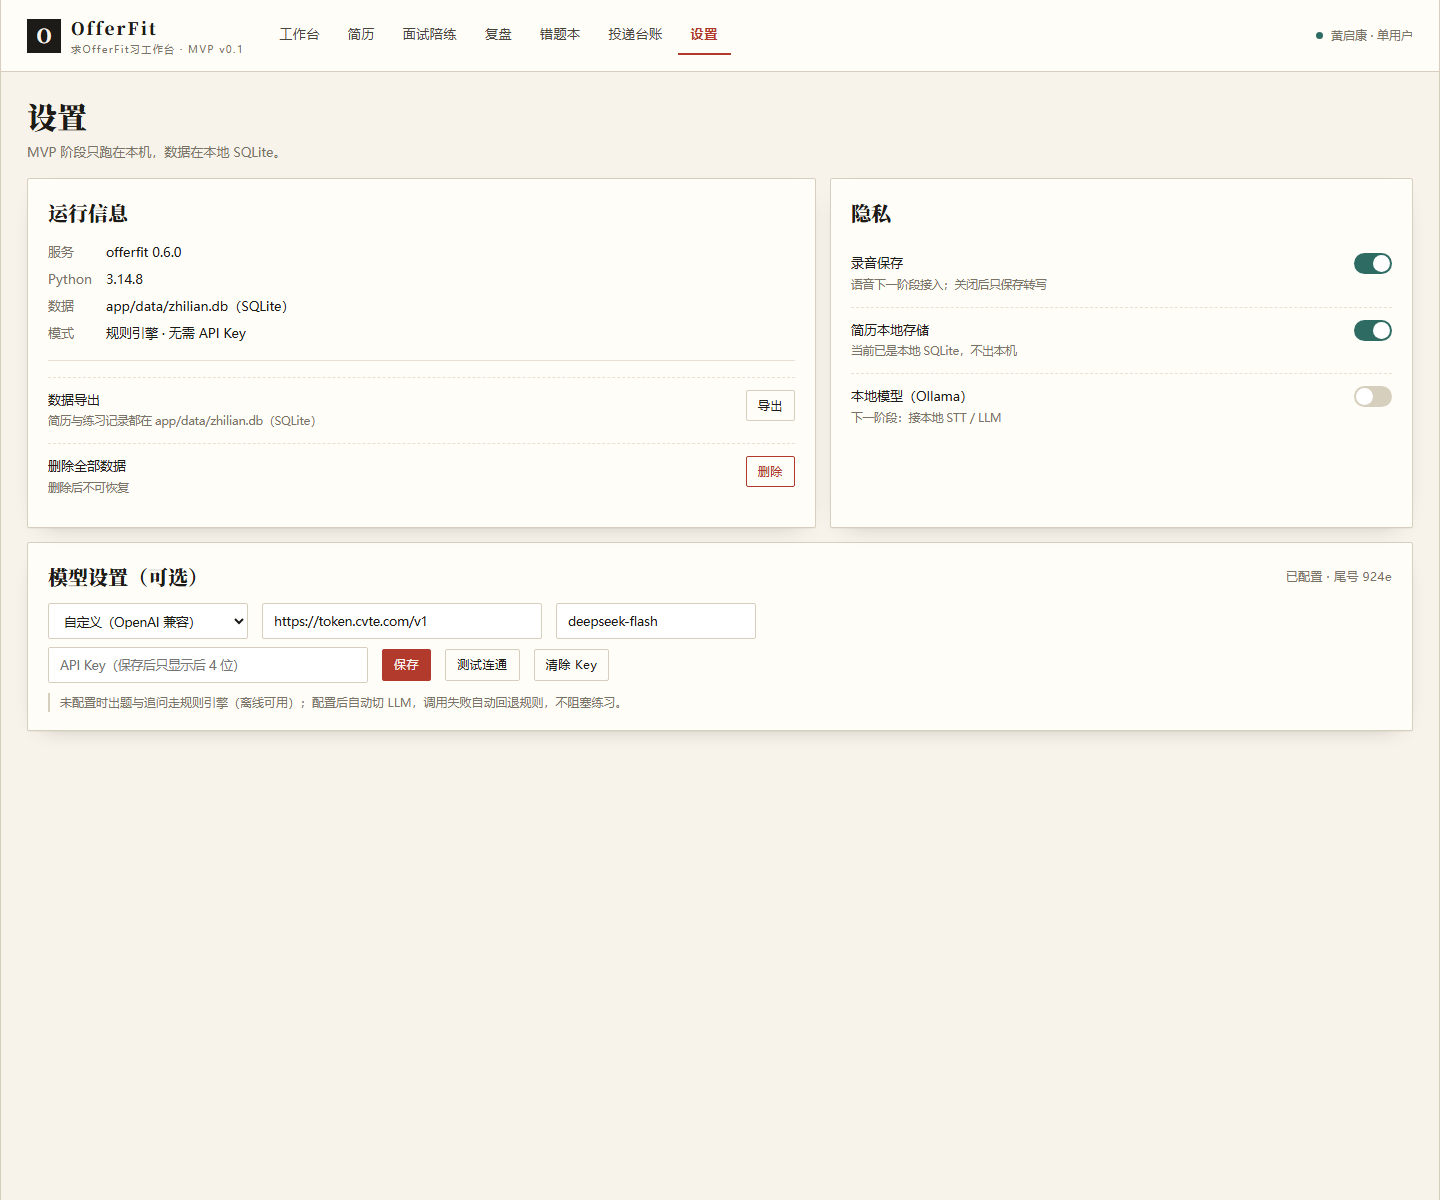 O
OfferFit
求OfferFit习工作台 · MVP v0.1
工作台 简历 面试陪练 复盘 错题本 投递台账 设置
黄启康 · 单用户
设置
MVP 阶段只跑在本机，数据在本地 SQLite。
运行信息
服务 offerfit 0.6.0
Python 3.14.8
数据 app/data/zhilian.db（SQLite）
模式 规则引擎 · 无需 API Key
数据导出
简历与练习记录都在 app/data/zhilian.db（SQLite）
导出
删除全部数据
删除后不可恢复
删除
隐私
录音保存
语音下一阶段接入；关闭后只保存转写
简历本地存储
当前已是本地 SQLite，不出本机
本地模型（Ollama）
下一阶段：接本地 STT / LLM
模型设置（可选）
已配置 · 尾号 924e
自定义（OpenAI 兼容） https://token.cvte.com/v1 deepseek-flash
API Key（保存后只显示后 4 位） 保存 测试连通 清除 Key
未配置时出题与追问走规则引擎（离线可用）；配置后自动切 LLM，调用失败自动回退规则，不阻塞练习。